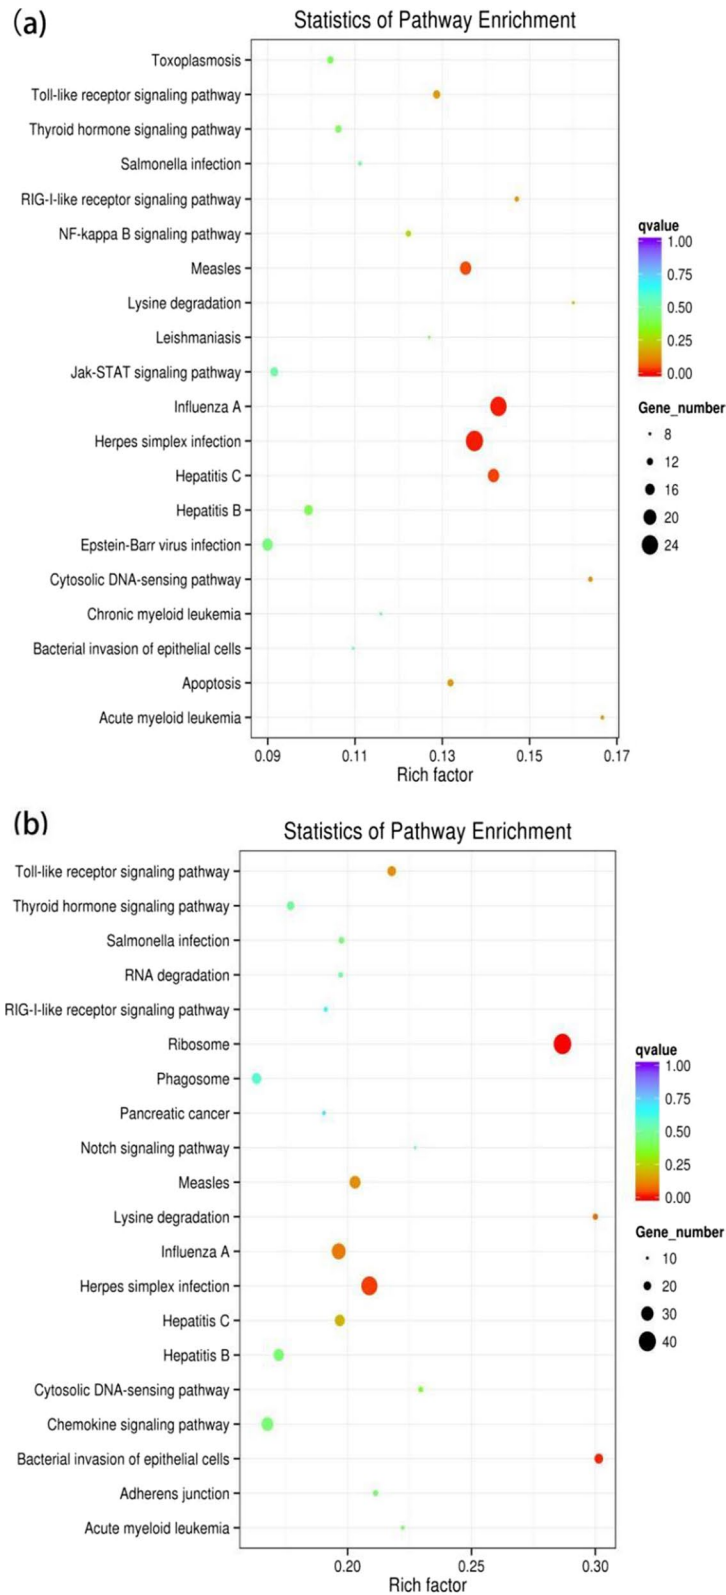 (a)
Statistics of Pathway Enrichment
Toxoplasmosis
Toll-like receptor signaling pathway
Thyroid hormone signaling pathway
Salmonella infection
RIG-I-like receptor signaling pathway
NF-kappa B signaling pathway
Measles
Lysine degradation
Leishmaniasis
Jak-STAT signaling pathway
Influenza A
Herpes simplex infection
Hepatitis C
Hepatitis B
Epstein-Barr virus infection
Cytosolic DNA-sensing pathway
Chronic myeloid leukemia
Bacterial invasion of epithelial cells
Apoptosis
Acute myeloid leukemia
0.09 0.11 0.13 0.15 0.17
Rich factor
qvalue
1.00
0.75
0.50
0.25
0.00
Gene_number
8
12
16
20
24
(b)
Statistics of Pathway Enrichment
Toll-like receptor signaling pathway
Thyroid hormone signaling pathway
Salmonella infection
RNA degradation
RIG-I-like receptor signaling pathway
Ribosome
Phagosome
Pancreatic cancer
Notch signaling pathway
Measles
Lysine degradation
Influenza A
Herpes simplex infection
Hepatitis C
Hepatitis B
Cytosolic DNA-sensing pathway
Chemokine signaling pathway
Bacterial invasion of epithelial cells
Adherens junction
Acute myeloid leukemia
0.20 0.25 0.30
Rich factor
qvalue
1.00
0.75
0.50
0.25
0.00
Gene_number
10
20
30
40